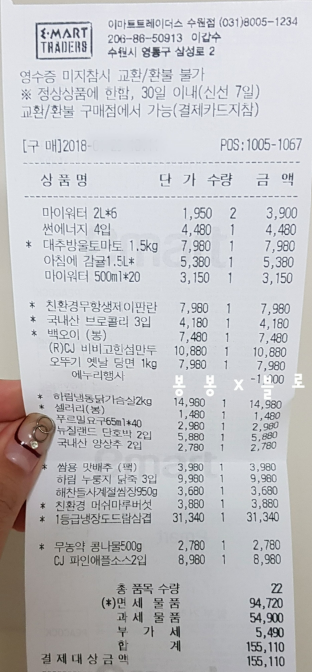 E·MART
TRADERS
이마트트레이더스 수원점 (031)8005-1234
206-86-50913 이갑수
수원시 영통구 삼성로 2
영수증 미지참시 교환/환불 불가
※ 정상상품에 한함, 30일 이내(신선 7일)
교환/환불 구매점에서 가능(결제카드지참)
[구 매]2018- POS:1005-1067
상 품 명 단 가 수량 금 액
마이워터 2L*6 1,950 2 3,900
썬에너지 4입 4,480 1 4,480
* 대추방울토마토 1.5kg 7,980 1 7,980
아침에 감귤1.5L* 5,380 1 5,380
마이워터 500ml*20 3,150 1 3,150
* 친환경무항생제이판란 7,980 1 7,980
* 국내산 브로콜리 3입 4,180 1 4,180
* 백오이 (봉) 7,480 1 7,480
(R)CJ 비비고한섬만두 10,880 1 10,880
오뚜기 옛날 당면 1kg 7,980 1 7,980
에누리행사 -1,000
봉 봉 x 블 로
* 하림냉동닭가슴살2kg 14,980 1 14,980
* 셀러리(봉) 1,480 1 1,480
푸르밀요구65ml*40 2,980 1 2,980
* 뉴질랜드 단호박 2입 5,880 1 5,880
* 국내산 양상추 2입 2,780 1 2,780
* 쌈용 맛배추 (팩) 3,980 1 3,980
하림 누룽지 닭죽 3입 9,980 1 9,980
해찬들사계절쌈장950g 3,680 1 3,680
* 친환경 머쉬마루버섯 3,880 1 3,880
* 1등급냉장도드람삼겹 31,340 1 31,340
* 무농약 콩나물500g 2,780 1 2,780
CJ 파인애플소스2입 8,980 1 8,980
총 품목 수량 22
(*)면 세 물 품 94,720
과 세 물 품 54,900
부 가 세 5,490
합 계 155,110
결 제 대 상 금 액 155,110